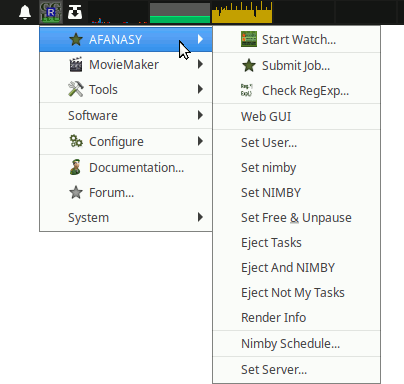 AFANASY
MovieMaker
Tools
Software
Configure
Documentation...
Forum...
System
Start Watch...
Submit Job...
Reg.
Exp()
Check RegExp...
Web GUI
Set User...
Set nimby
Set NIMBY
Set Free & Unpause
Eject Tasks
Eject And NIMBY
Eject Not My Tasks
Render Info
Nimby Schedule...
Set Server...